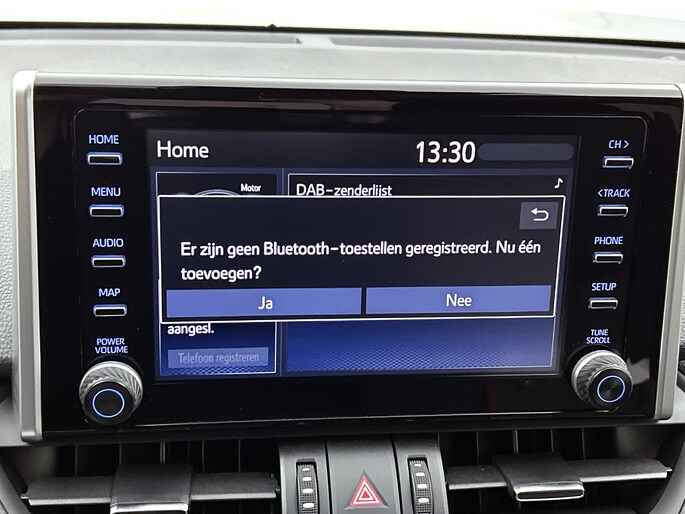 HOME
MENU
AUDIO
MAP
POWER
VOLUME
Home
13:30
Motor
DAB-zenderlijst
Er zijn geen Bluetooth-toestellen geregistreerd. Nu één
toevoegen?
Ja
Nee
aangesl.
Telefoon registreren
CH >
< TRACK
PHONE
SETUP
TUNE
SCROLL